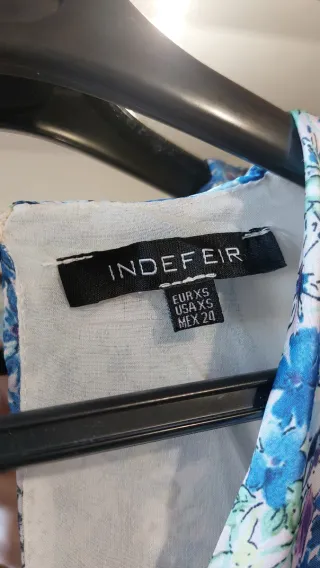 INDEFEIR
EUR XS
USA XS
MEX 24